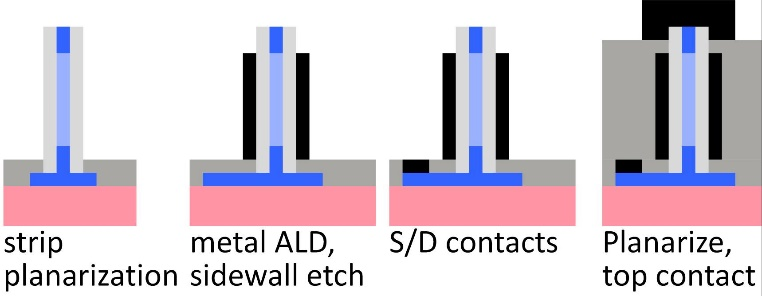 strip
planarization
metal ALD,
sidewall etch
S/D contacts
Planarize,
top contact